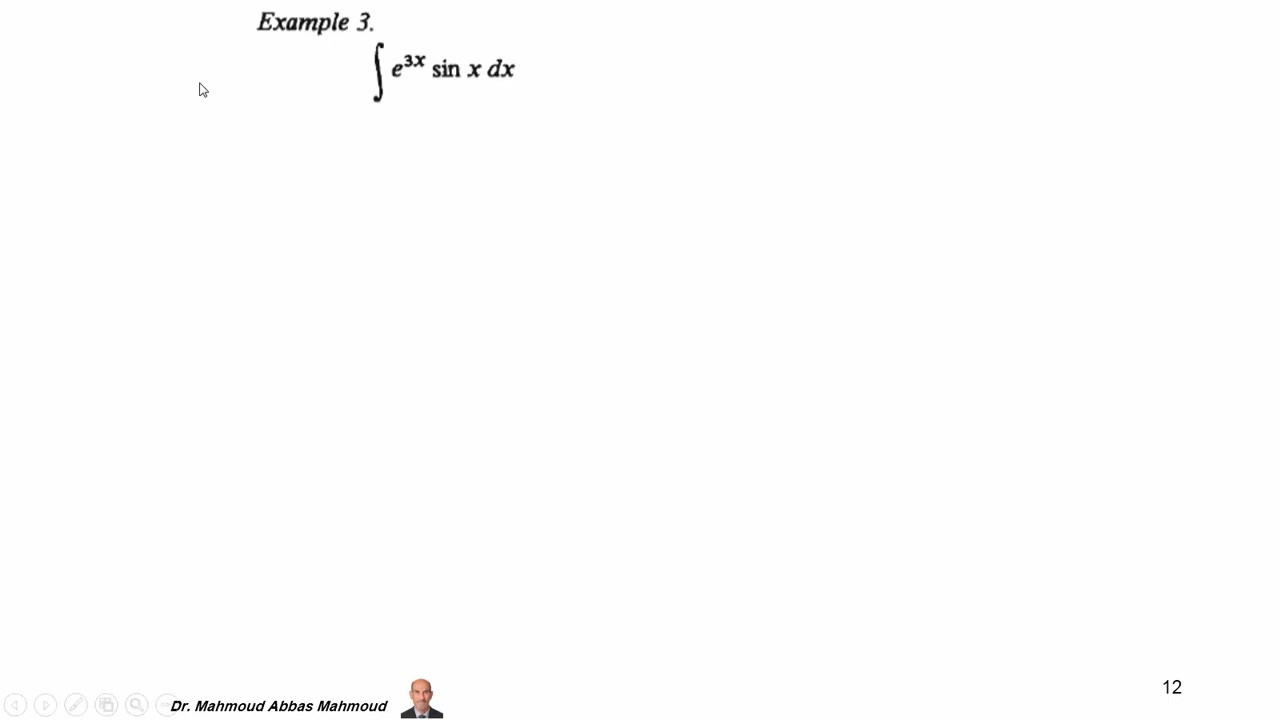 Example 3.
∫ e^{3x} sin x dx
Dr. Mahmoud Abbas Mahmoud
12